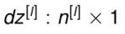 dz^{[l]} : n^{[l]} × 1